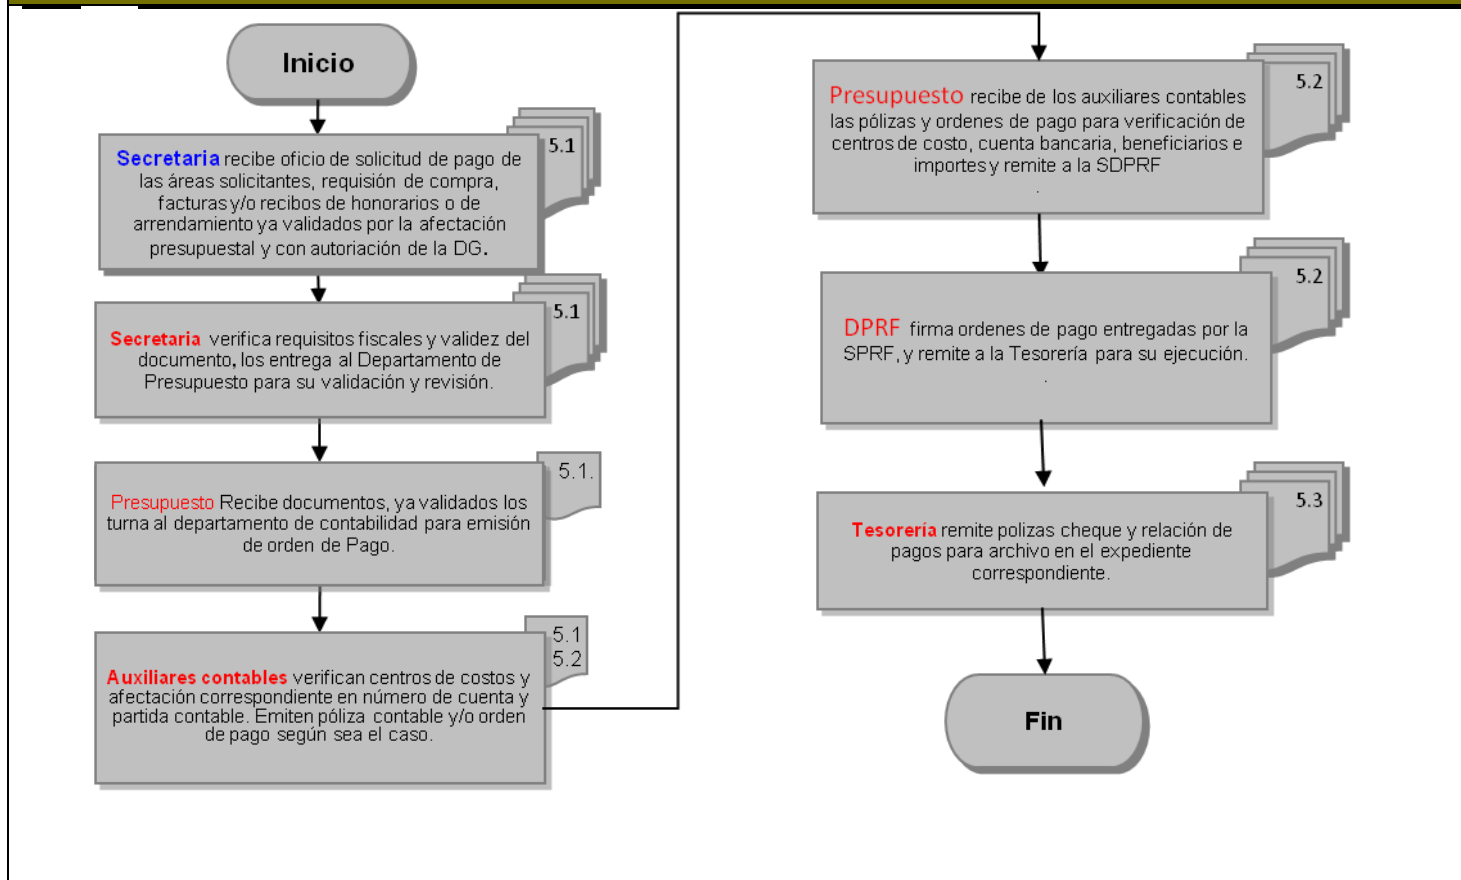 Inicio
5.1
Secretaria recibe oficio de solicitud de pago de
las áreas solicitantes, requisión de compra,
facturas y/o recibos de honorarios o de
arrendamiento ya validados por la afectación
presupuestal y con autoriación de la DG.
5.1
Secretaria verifica requisitos fiscales y validez del
documento, los entrega al Departamento de
Presupuesto para su validación y revisión.
5.1.
Presupuesto Recibe documentos, ya validados los
turna al departamento de contabilidad para emisión
de orden de Pago.
5.1
5.2
Auxiliares contables verifican centros de costos y
afectación correspondiente en número de cuenta y
partida contable. Emiten póliza contable y/o orden
de pago según sea el caso.
5.2
Presupuesto recibe de los auxiliares contables
las pólizas y ordenes de pago para verificación de
centros de costo, cuenta bancaria, beneficiarios e
importes y remite a la SDPRF
.
5.2
DPRF firma ordenes de pago entregadas por la
SPRF, y remite a la Tesorería para su ejecución.
.
5.3
Tesorería remite polizas cheque y relación de
pagos para archivo en el expediente
correspondiente.
Fin